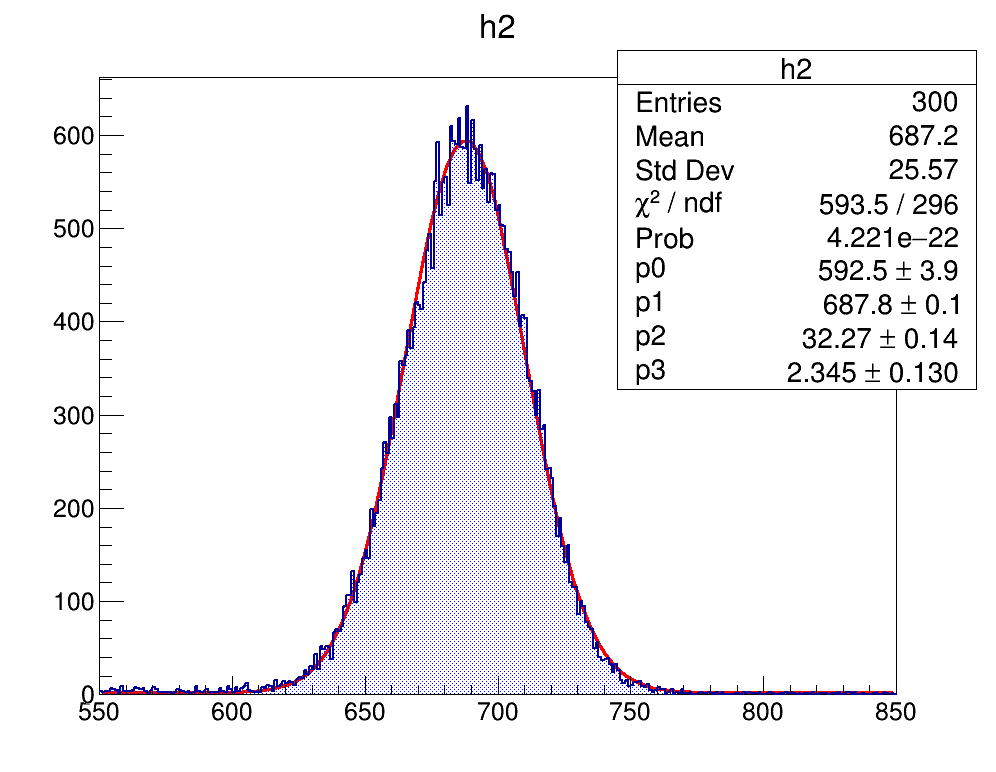 h2
h2
Entries 300
Mean 687.2
Std Dev 25.57
χ² / ndf 593.5 / 296
Prob 4.221e−22
p0 592.5 ± 3.9
p1 687.8 ± 0.1
p2 32.27 ± 0.14
p3 2.345 ± 0.130
600
500
400
300
200
100
0
550 600 650 700 750 800 850